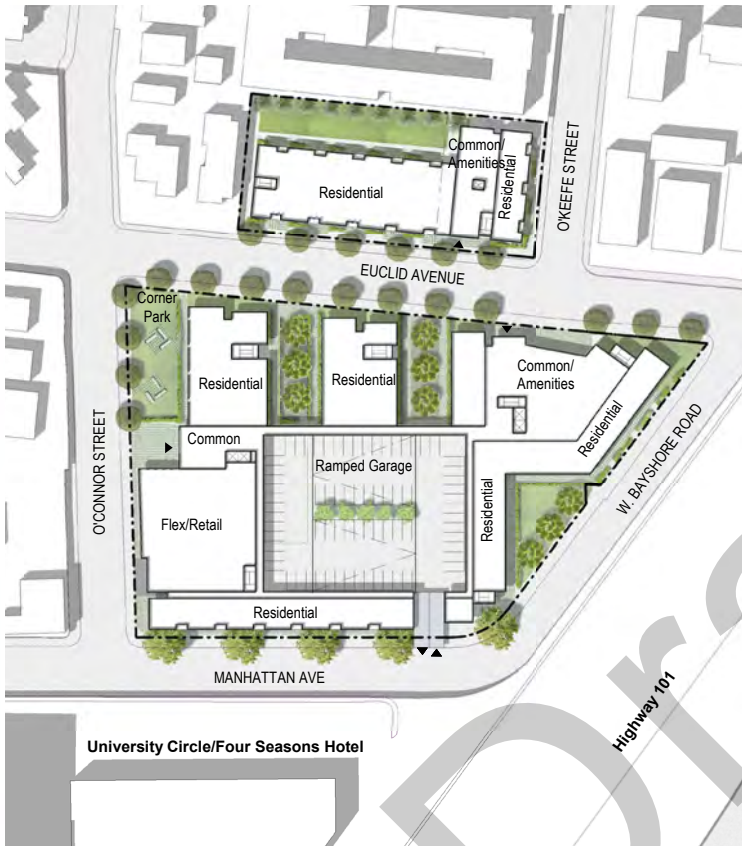 Common/
Amenities
Residential
Residential
O'KEEFE STREET
EUCLID AVENUE
Corner
Park
Residential
Residential
Common/
Amenities
Residential
Common
Ramped Garage
Residential
Flex/Retail
O'CONNOR STREET
W. BAYSHORE ROAD
Residential
MANHATTAN AVE
University Circle/Four Seasons Hotel
Highway 101
Dra